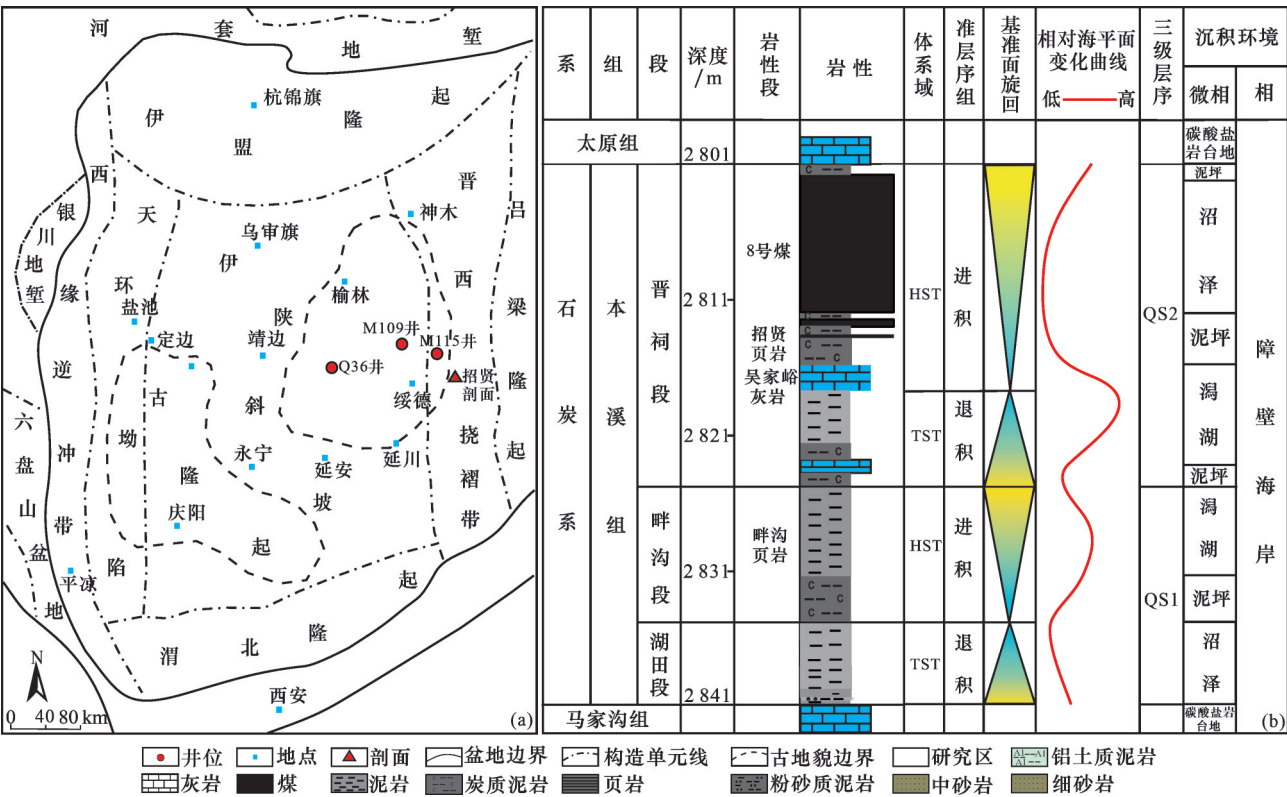 河套地堑
伊盟隆起
杭锦旗
西缘逆冲带
银川地堑
天环坳陷
晋西挠褶带
吕梁隆起
神木
乌审旗
伊陕斜坡
榆林
盐池
定边
靖边
M109井
M115井
Q36井
招贤
剖面
绥德
古隆起
六盘山盆地
永宁
延安
延川
庆阳
平凉
渭北隆起
西安
N
0 40 80 km
(a)
系
组
段
深度
/m
岩性段
岩性
体系域
准层序组
基准面旋回
相对海平面
变化曲线
低
高
三级层序
沉积环境
微相
相
太原组
碳酸盐
岩台地
2 801
2 811
2 821
2 831
2 841
石炭系
本溪组
晋祠段
畔沟段
湖田段
8号煤
招贤
页岩
吴家峪
灰岩
畔沟
页岩
C
C
C
C
C
C
C
C
HST
TST
HST
TST
进积
退积
进积
退积
QS2
QS1
泥坪
沼泽
泥坪
潟湖
泥坪
潟湖
泥坪
沼泽
障壁海岸
马家沟组
碳酸盐岩
台地
(b)
井位
地点
剖面
盆地边界
构造单元线
古地貌边界
研究区
铝土质泥岩
灰岩
煤
泥岩
炭质泥岩
页岩
粉砂质泥岩
中砂岩
细砂岩